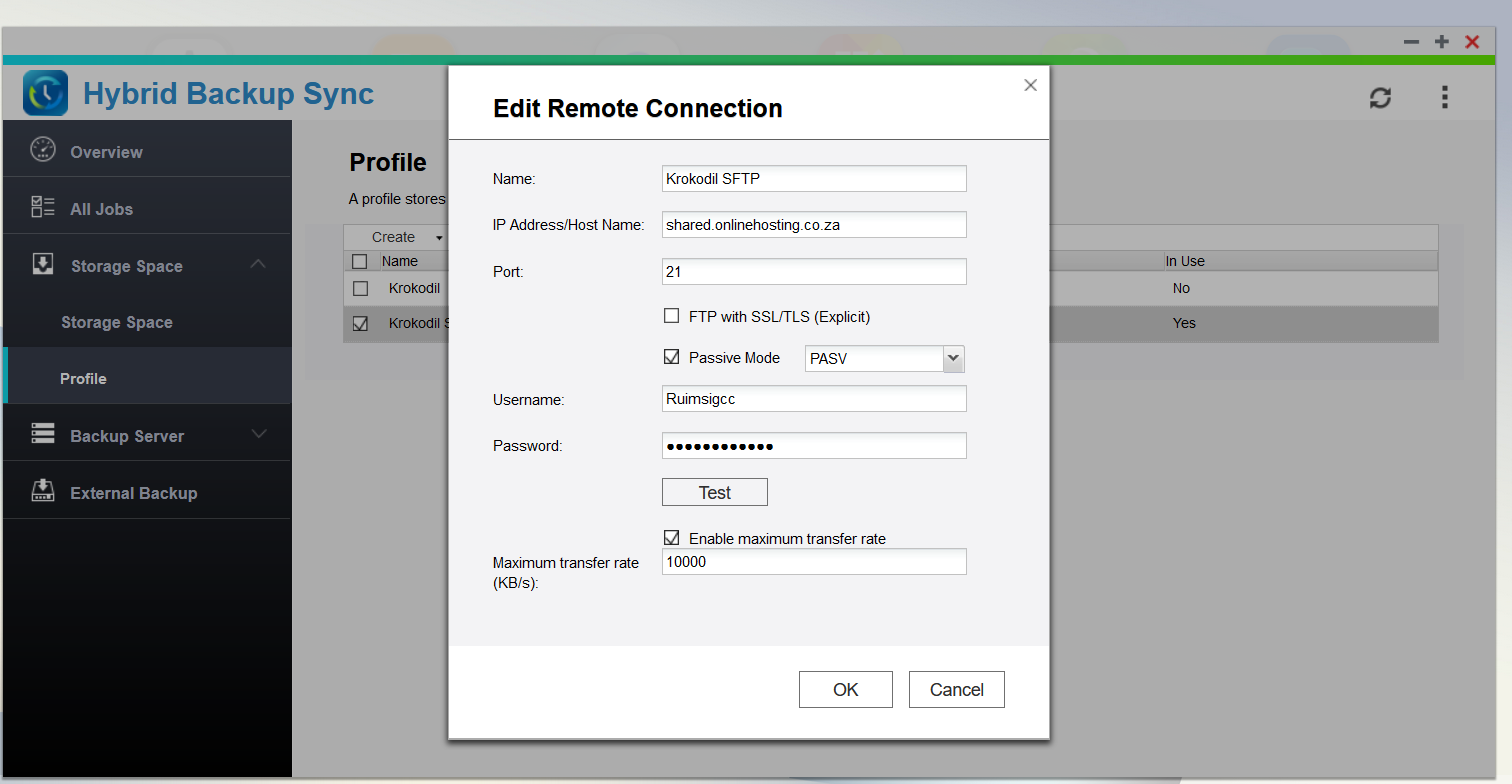 Hybrid Backup Sync
Overview
All Jobs
Storage Space
Storage Space
Profile
Backup Server
External Backup
Profile
A profile stores
Create
Name
In Use
Krokodil
No
Krokodil S
Yes
Edit Remote Connection
Name: Krokodil SFTP
IP Address/Host Name: shared.onlinehosting.co.za
Port: 21
FTP with SSL/TLS (Explicit)
Passive Mode PASV
Username: Ruimsigcc
Password: ●●●●●●●●●●●●
Test
Enable maximum transfer rate
Maximum transfer rate 10000
(KB/s):
OK Cancel